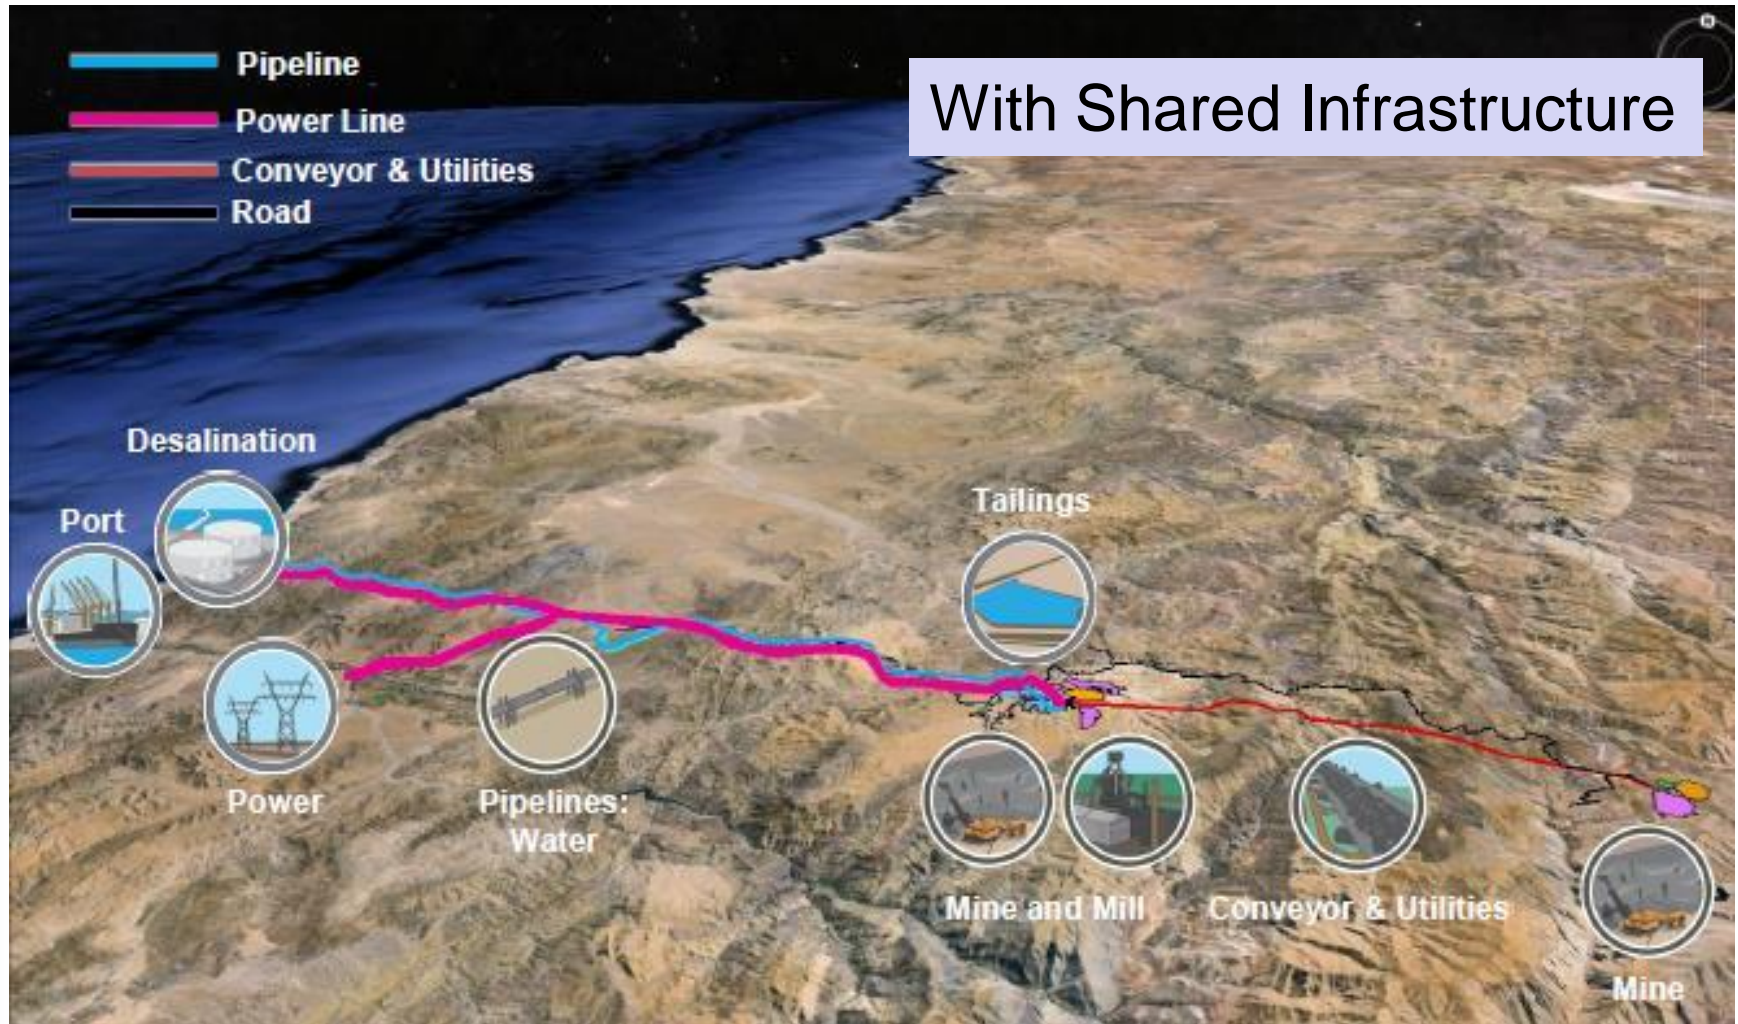 Pipeline
Power Line
Conveyor & Utilities
Road
With Shared Infrastructure
N
Desalination
Port
Tailings
Power
Pipelines:
Water
Mine and Mill
Conveyor & Utilities
Mine